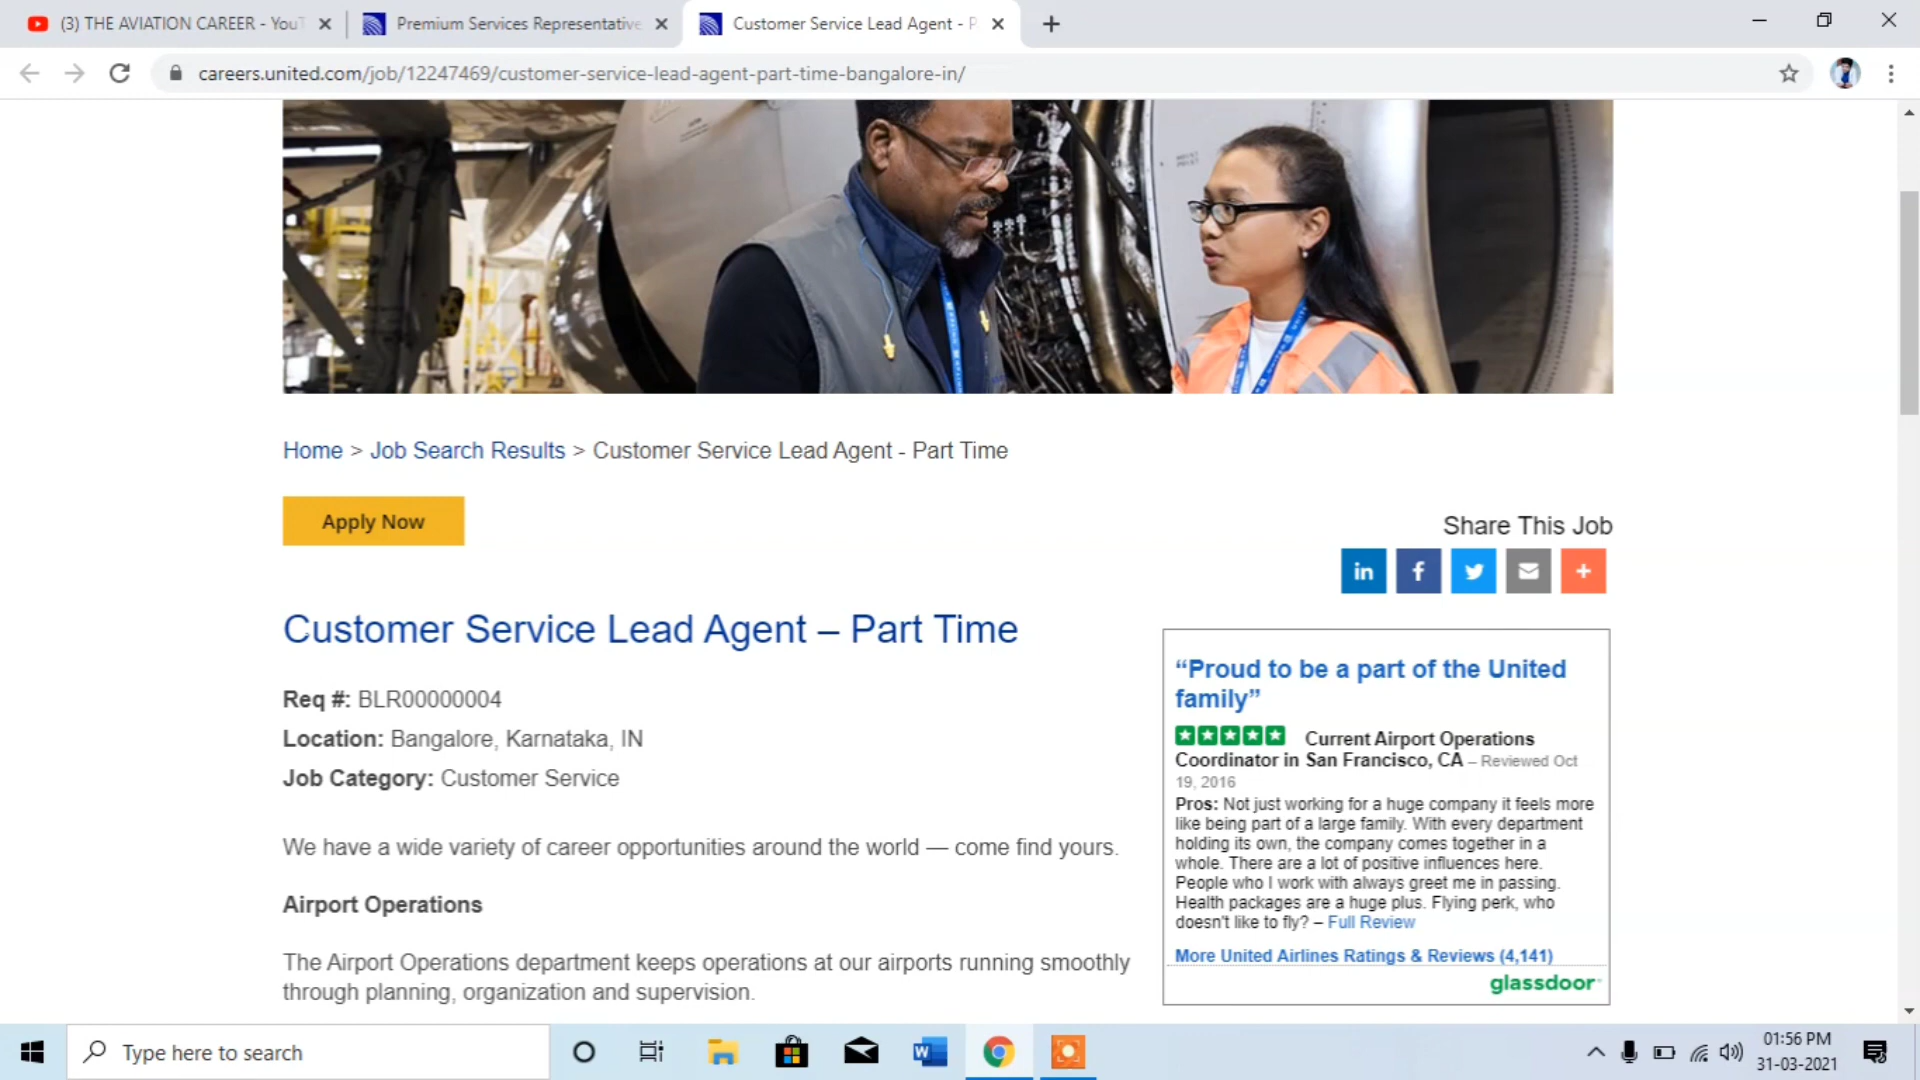 (3) THE AVIATION CAREER - YouT
Premium Services Representative
Customer Service Lead Agent - P
careers.united.com/job/12247469/customer-service-lead-agent-part-time-bangalore-in/
Home > Job Search Results > Customer Service Lead Agent - Part Time
Apply Now
Share This Job
Customer Service Lead Agent – Part Time
Req #: BLR00000004
Location: Bangalore, Karnataka, IN
Job Category: Customer Service
We have a wide variety of career opportunities around the world — come find yours.
Airport Operations
The Airport Operations department keeps operations at our airports running smoothly
through planning, organization and supervision.
“Proud to be a part of the United
family”
Current Airport Operations
Coordinator in San Francisco, CA – Reviewed Oct
19, 2016
Pros: Not just working for a huge company it feels more
like being part of a large family. With every department
holding its own, the company comes together in a
whole. There are a lot of positive influences here.
People who I work with always greet me in passing.
Health packages are a huge plus. Flying perk, who
doesn't like to fly? – Full Review
More United Airlines Ratings & Reviews (4,141)
glassdoor
Type here to search
01:56 PM
31-03-2021